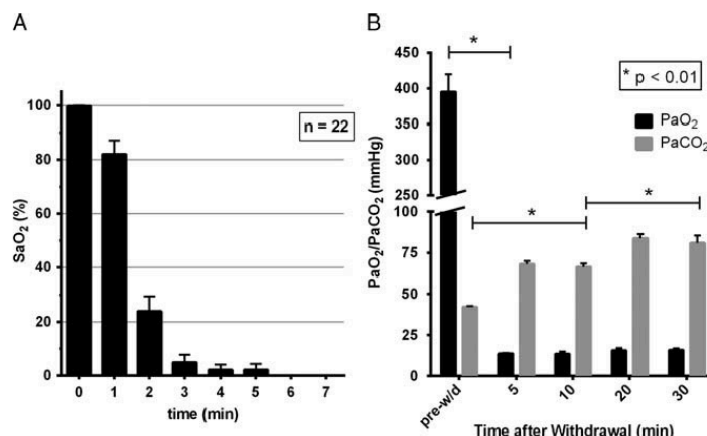 A
SaO2 (%)
100
80
60
40
20
0
n = 22
0 1 2 3 4 5 6 7
time (min)
B
PaO2/PaCO2 (mmHg)
450
400
350
300
250
100
75
50
25
0
*
* p < 0.01
PaO2
PaCO2
*
*
pre-w/d 5 10 20 30
Time after Withdrawal (min)